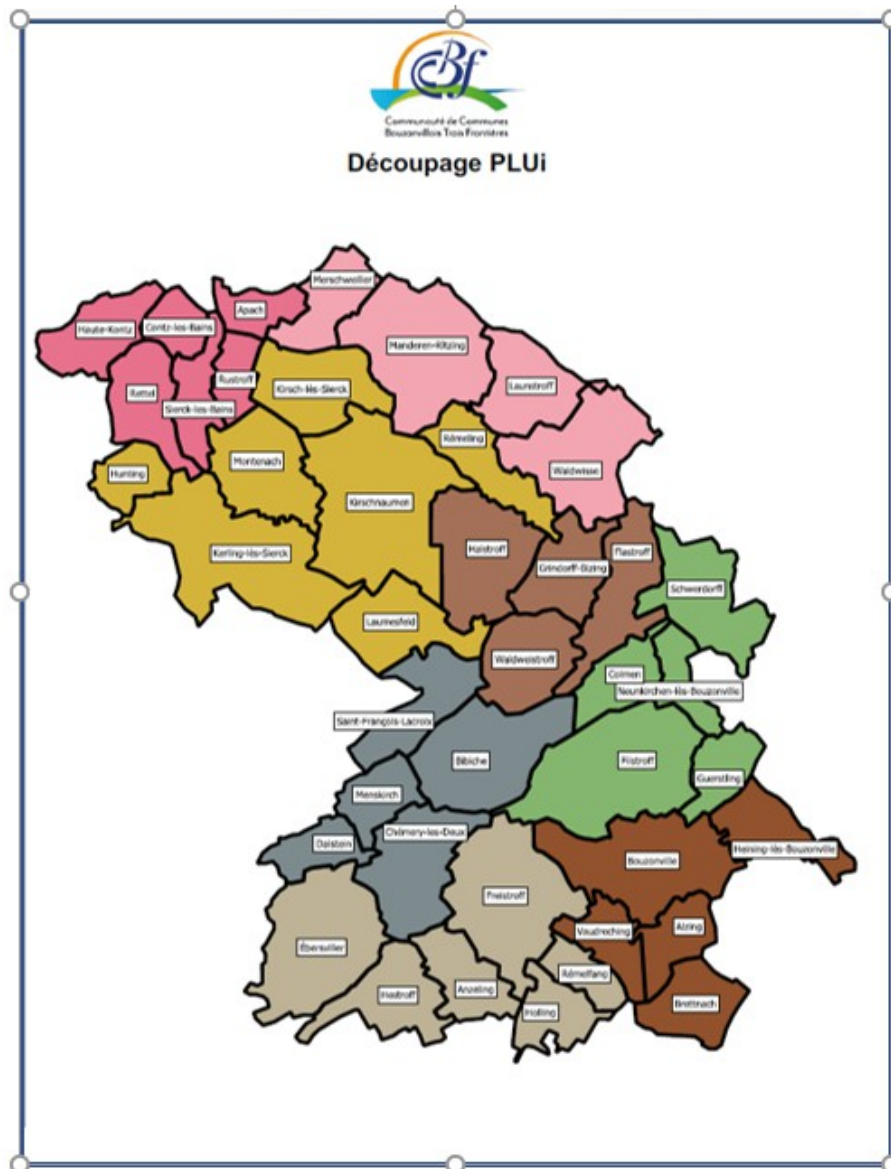 CCBf
Communauté de Communes
Bouzonvillois Trois Frontières
Découpage PLUi
Merschweiller
Apach
Contz-les-Bains
Haute-Kontz
Manderen-Ritzing
Rustroff
Kirsch-lès-Sierck
Launstroff
Rettel
Sierck-les-Bains
Rémeling
Montenach
Waldwisse
Hunting
Kirschnaumen
Halstroff
Kerling-lès-Sierck
Flastroff
Grindorff-Bizing
Schwerdorff
Laumesfeld
Waldweistroff
Colmen
Neunkirchen-lès-Bouzonville
Saint-François-Lacroix
Bibiche
Filstroff
Guerstling
Menskirch
Chémery-les-Deux
Dalstein
Heining-lès-Bouzonville
Bouzonville
Freistroff
Alzing
Vaudreching
Ébersviller
Rémelfang
Anzeling
Hestroff
Brettnach
Holling